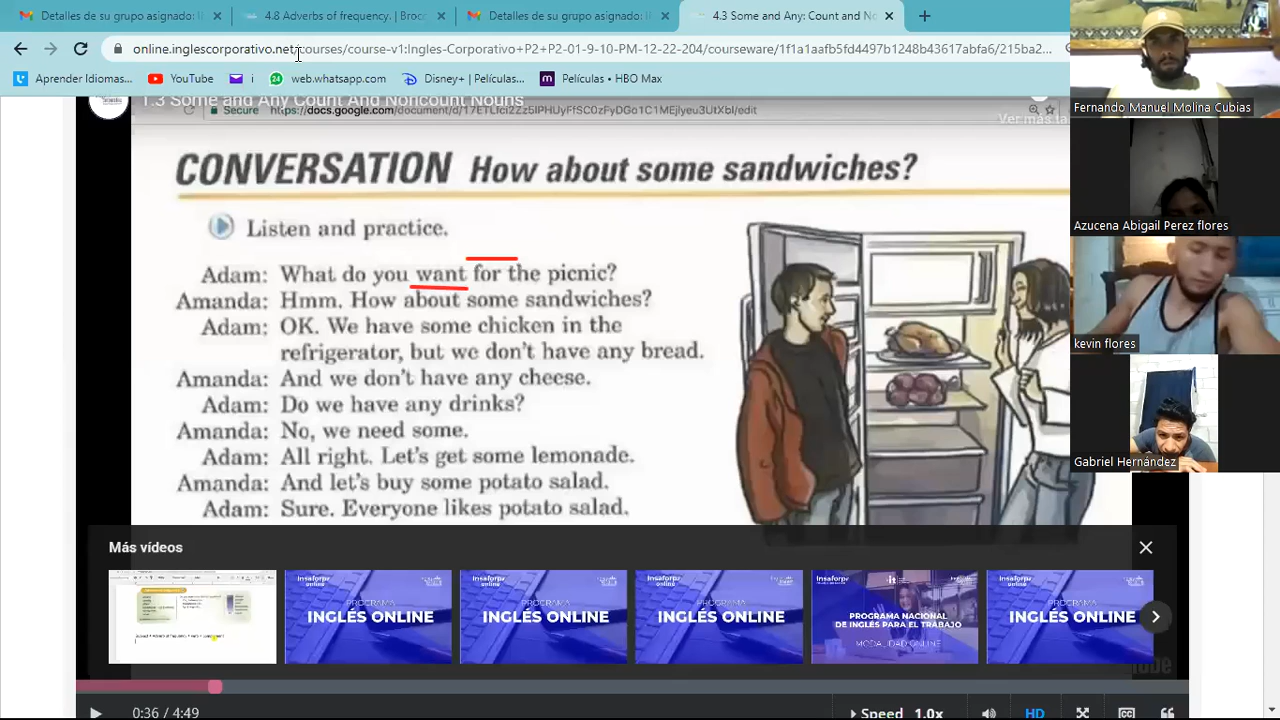 Detalles de su grupo asignado: I
4.8 Adverbs of frequency. | Broc
Detalles de su grupo asignado: I
4.3 Some and Any: Count and No
online.inglescorporativo.net/courses/course-v1:Ingles-Corporativo+P2+P2-01-9-10-PM-12-22-204/courseware/1f1a1aafb5fd4497b1248b43617abfa6/215ba2...
Aprender Idiomas...
YouTube
i
web.whatsapp.com
Disney+ | Películas...
Películas • HBO Max
1.3 Some and Any Count And Noncount Nouns
Secure
Ver más ta
CONVERSATION How about some sandwiches?
Listen and practice.
Adam: What do you want for the picnic?
Amanda: Hmm. How about some sandwiches?
Adam: OK. We have some chicken in the
refrigerator, but we don't have any bread.
Amanda: And we don't have any cheese.
Adam: Do we have any drinks?
Amanda: No, we need some.
Adam: All right. Let's get some lemonade.
Amanda: And let's buy some potato salad.
Adam: Sure. Everyone likes potato salad.
Más vídeos
PROGRAMA
INGLÉS ONLINE
PROGRAMA
INGLÉS ONLINE
PROGRAMA
INGLÉS ONLINE
PROGRAMA NACIONAL
DE INGLÉS PARA EL TRABAJO
MODALIDAD ONLINE
PROGRAMA
INGLÉS ONLINE
0:36 / 4:49
Speed 1.0x
HD
Fernando Manuel Molina Cubias
Azucena Abigail Perez flores
kevin flores
Gabriel Hernández